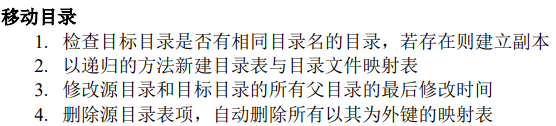 移动目录
1. 检查目标目录是否有相同目录名的目录，若存在则建立副本
2. 以递归的方法新建目录表与目录文件映射表
3. 修改源目录和目标目录的所有父目录的最后修改时间
4. 删除源目录表项，自动删除所有以其为外键的映射表